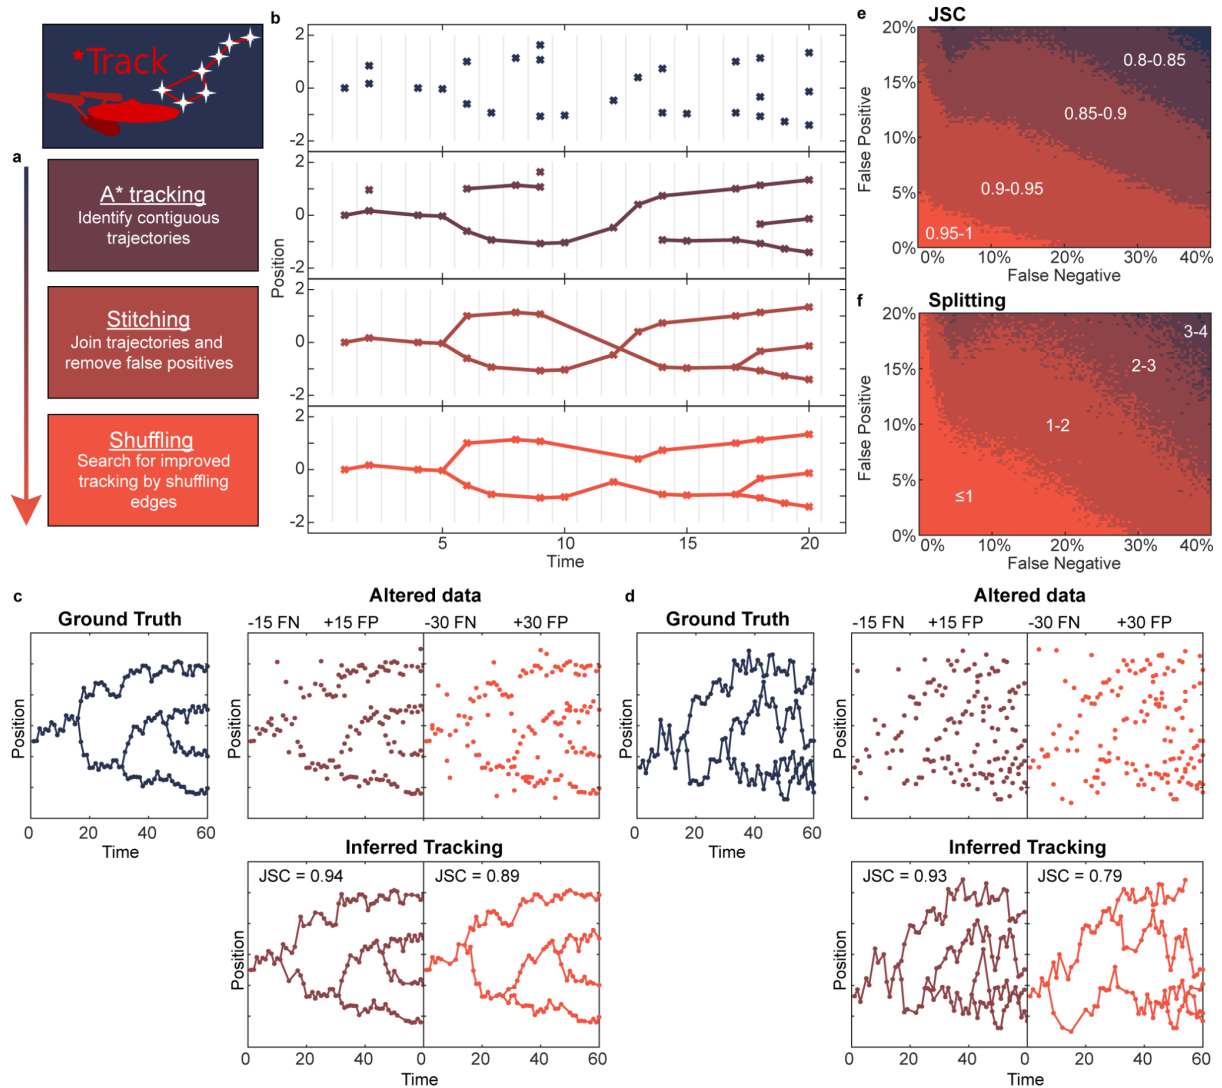 *Track
a
A* tracking
Identify contiguous
trajectories
Stitching
Join trajectories and
remove false positives
Shuffling
Search for improved
tracking by shuffling
edges
b
2
0
-2
2
0
-2
2
0
-2
2
0
-2
Position
5
10
15
20
Time
e
JSC
20%
15%
10%
5%
0%
False Positive
0.8-0.85
0.85-0.9
0.9-0.95
0.95-1
0%
10%
20%
30%
40%
False Negative
f
Splitting
20%
15%
10%
5%
0%
False Positive
3-4
2-3
1-2
≤1
0%
10%
20%
30%
40%
False Negative
c
Ground Truth
Position
0
20
40
60
Time
Altered data
-15 FN
+15 FP
-30 FN
+30 FP
Inferred Tracking
JSC = 0.94
JSC = 0.89
Position
0
20
40
0
20
40
60
Time
d
Ground Truth
Position
0
20
40
60
Time
Altered data
-15 FN
+15 FP
-30 FN
+30 FP
Inferred Tracking
JSC = 0.93
JSC = 0.79
Position
0
20
40
0
20
40
60
Time